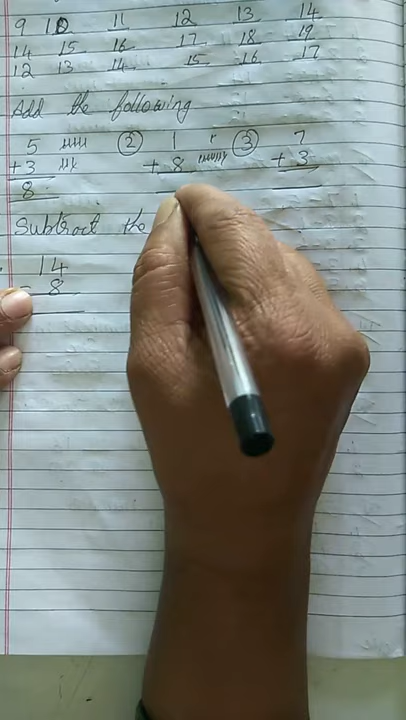 9 10 11 12 13 14
14 15 16 17 18 19
12 13 14 15 16 17
Add the following
5 ② 1 ③ 7
+ 3 + 8 + 3
8
Subtract the
14
- 8